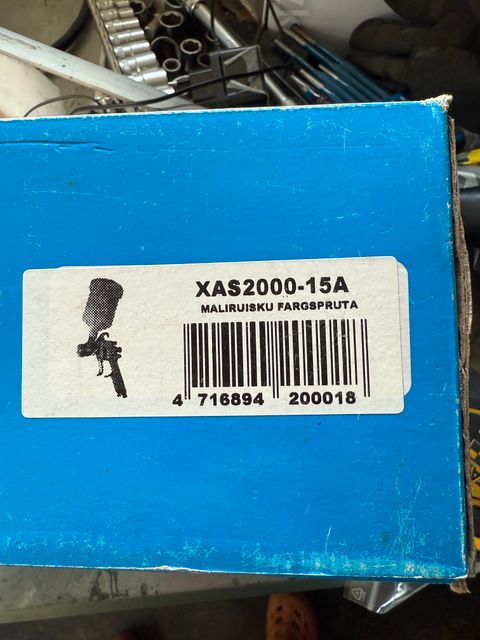 XAS2000-15A
MALIRUISKU FARGSPRUTA
4 716894 200018